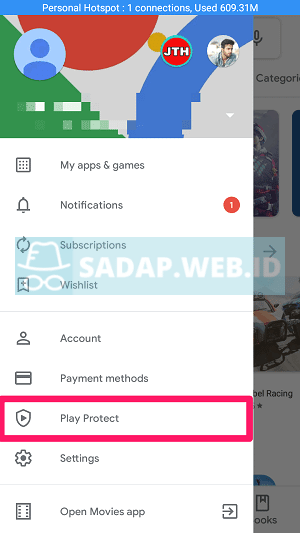 Personal Hotspot : 1 connections, Used 609.31M
JTH
Categorie
My apps & games
Notifications
1
Subscriptions
SADAP.WEB.ID
Wishlist
Account
bel Racing
Payment methods
Play Protect
Settings
Open Movies app
ooks